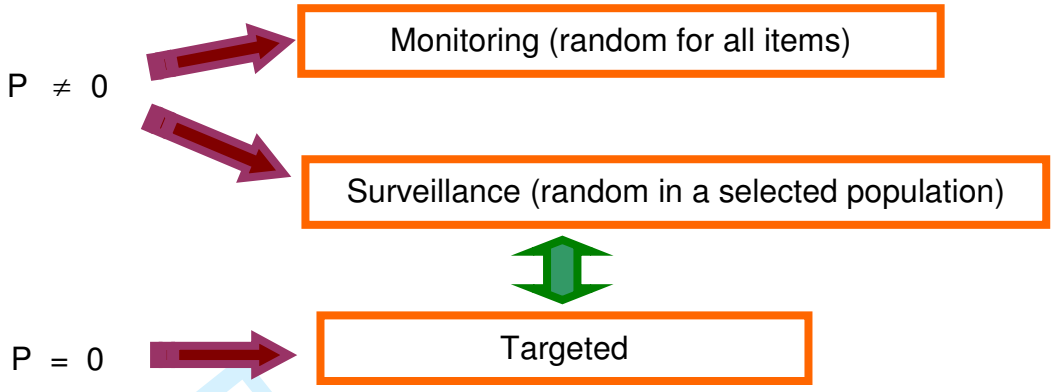 Monitoring (random for all items)
P ≠ 0
Surveillance (random in a selected population)
Targeted
P = 0